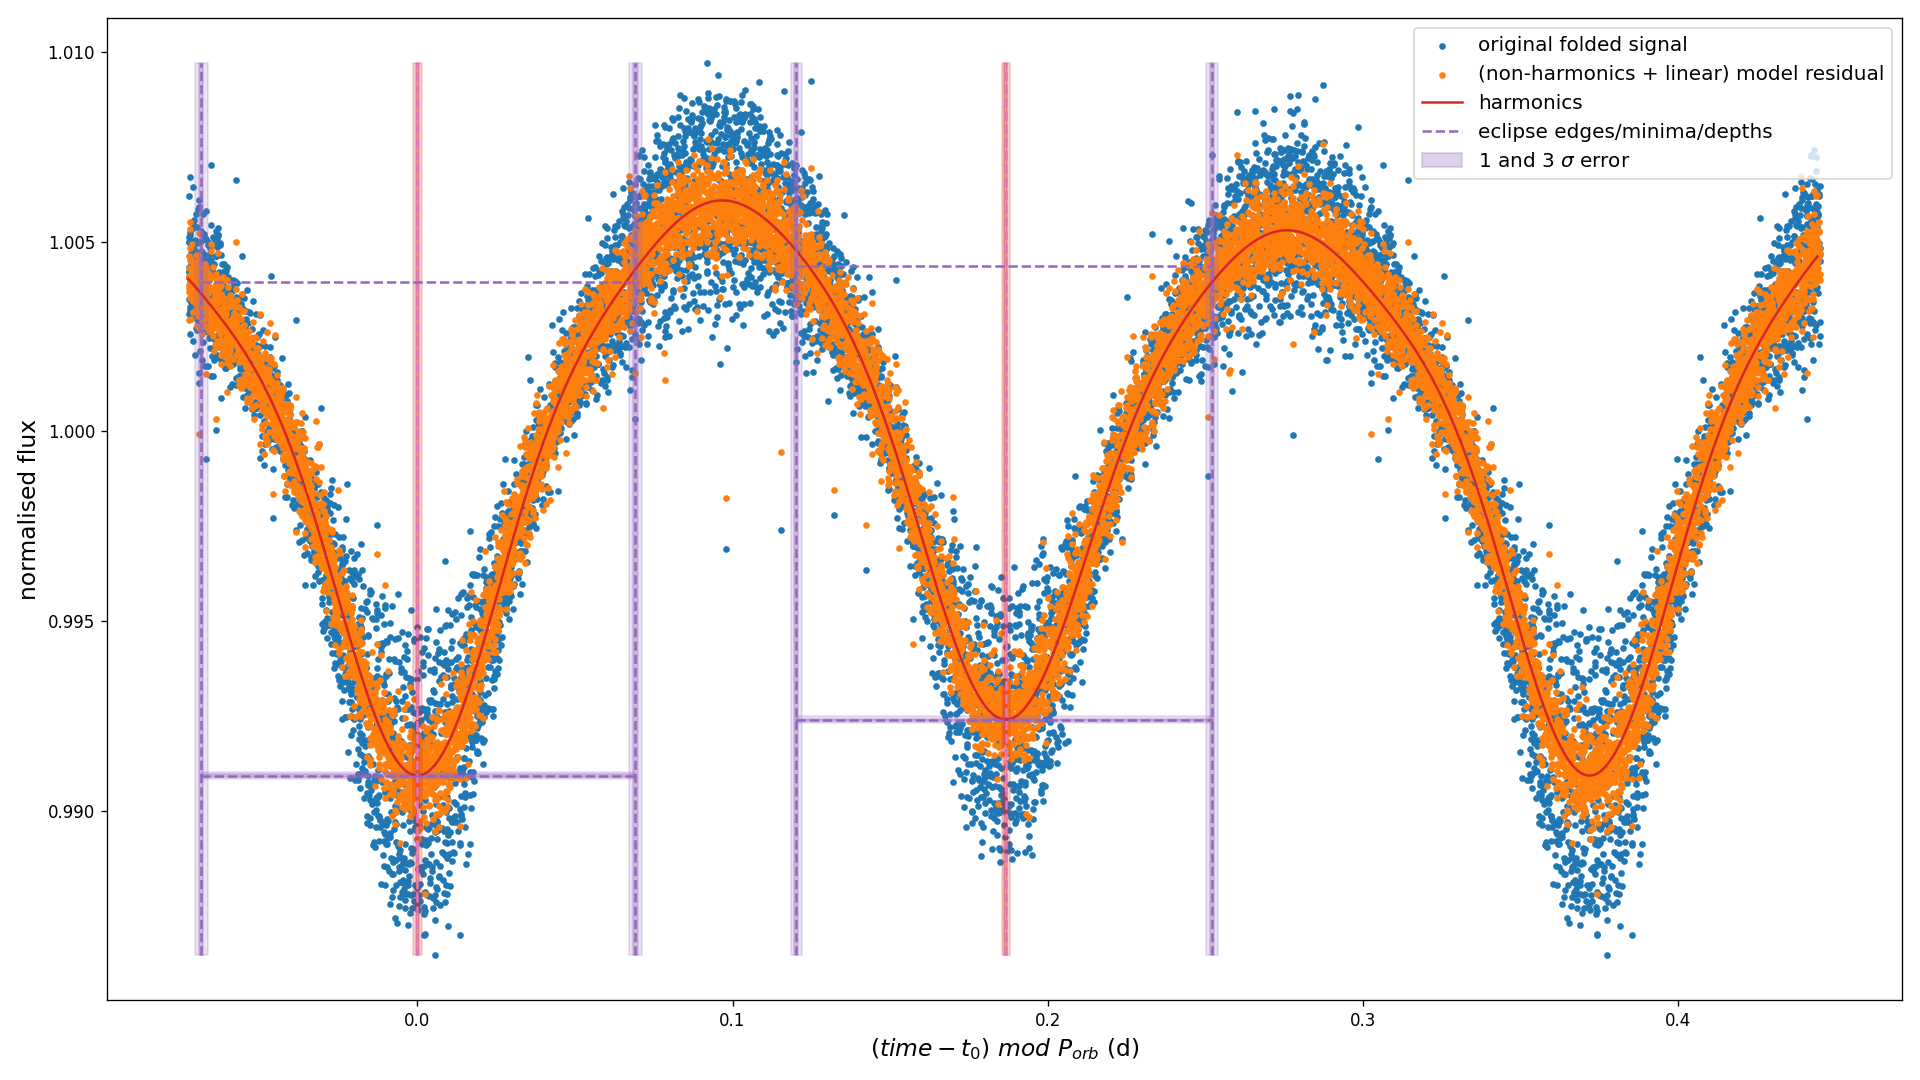 1.010
1.005
1.000
0.995
0.990
normalised flux
original folded signal
(non-harmonics + linear) model residual
harmonics
eclipse edges/minima/depths
1 and 3 σ error
0.0 0.1 0.2 0.3 0.4
(time − t₀) mod P_orb (d)